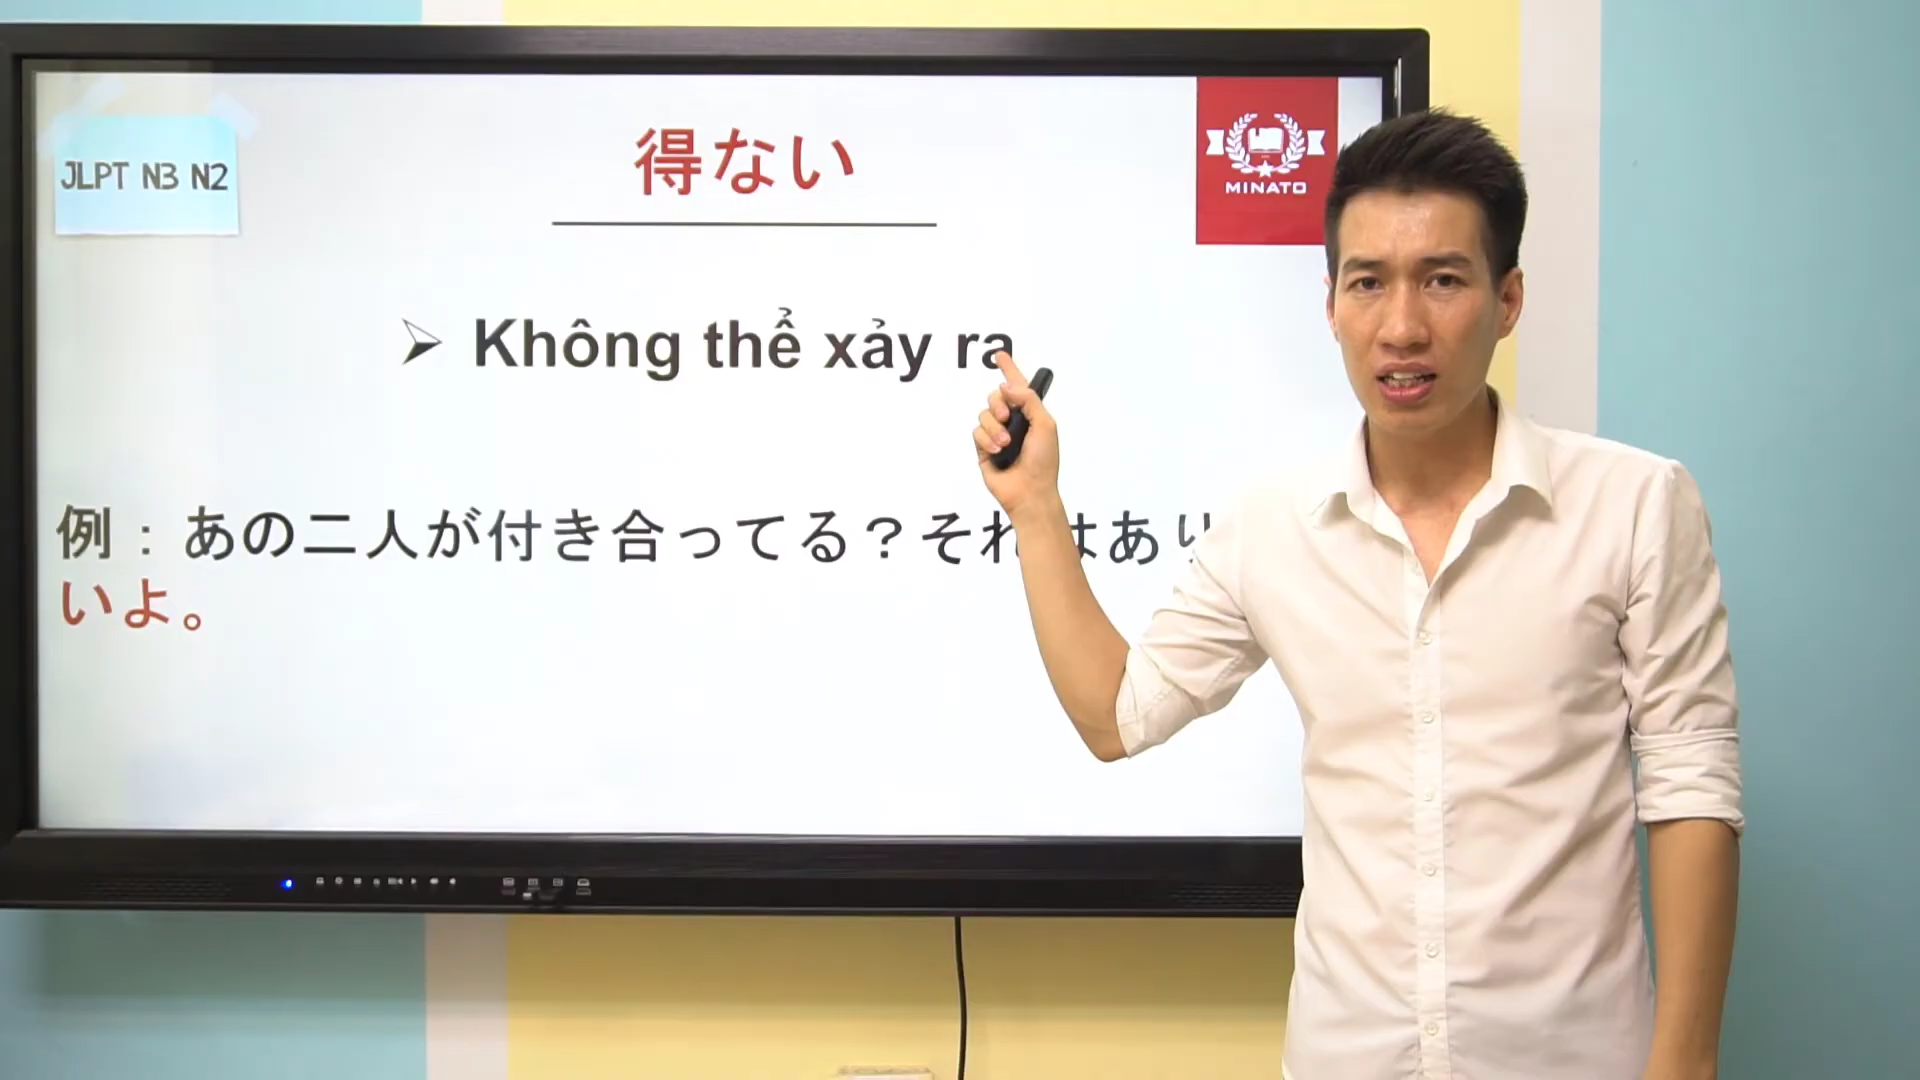 JLPT N3 N2
得ない
MINATO
➢ Không thể xảy ra
例：あの二人が付き合ってる？それはあり
いよ。